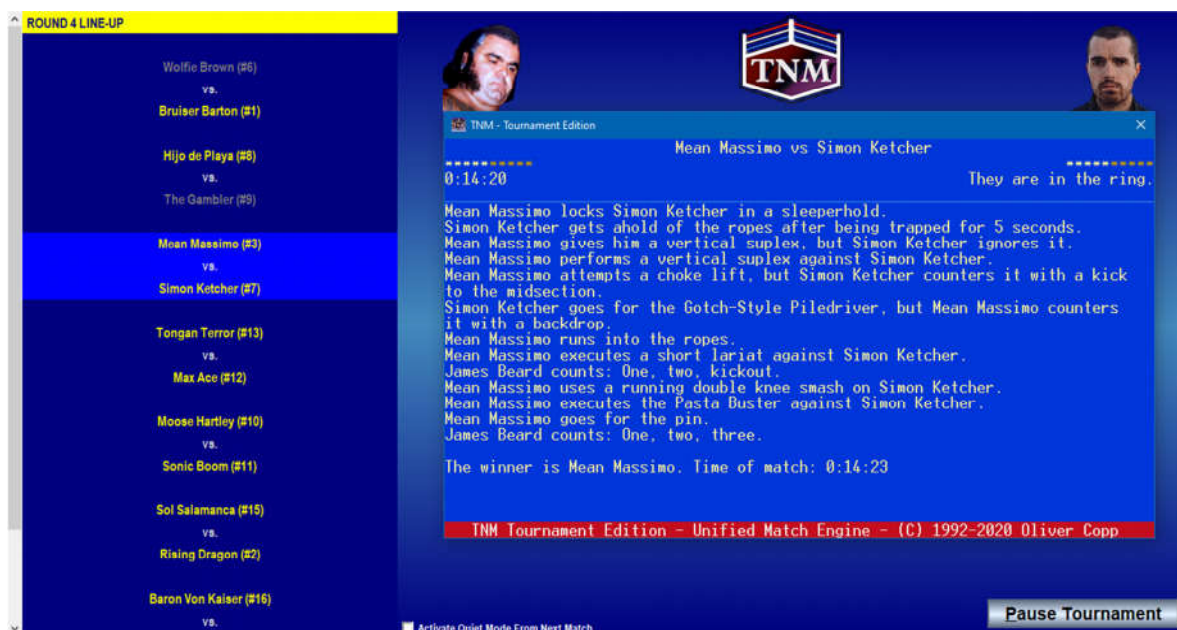 ROUND 4 LINE-UP
Wolfie Brown (#6)
vs.
Bruiser Barton (#1)
Hijo de Playa (#8)
vs.
The Gambler (#9)
Mean Massimo (#3)
vs.
Simon Ketcher (#7)
Tongan Terror (#13)
vs.
Max Ace (#12)
Moose Hartley (#10)
vs.
Sonic Boom (#11)
Sol Salamanca (#15)
vs.
Rising Dragon (#2)
Baron Von Kaiser (#16)
vs.
TNM
TNM - Tournament Edition
Mean Massimo vs Simon Ketcher
0:14:20 They are in the ring.
Mean Massimo locks Simon Ketcher in a sleeperhold.
Simon Ketcher gets ahold of the ropes after being trapped for 5 seconds.
Mean Massimo gives him a vertical suplex, but Simon Ketcher ignores it.
Mean Massimo performs a vertical suplex against Simon Ketcher.
Mean Massimo attempts a choke lift, but Simon Ketcher counters it with a kick
to the midsection.
Simon Ketcher goes for the Gotch-Style Piledriver, but Mean Massimo counters
it with a backdrop.
Mean Massimo runs into the ropes.
Mean Massimo executes a short lariat against Simon Ketcher.
James Beard counts: One, two, kickout.
Mean Massimo uses a running double knee smash on Simon Ketcher.
Mean Massimo executes the Pasta Buster against Simon Ketcher.
Mean Massimo goes for the pin.
James Beard counts: One, two, three.
The winner is Mean Massimo. Time of match: 0:14:23
TNM Tournament Edition - Unified Match Engine - (C) 1992-2020 Oliver Copp
Pause Tournament
Activate Quiet Mode From Next Match